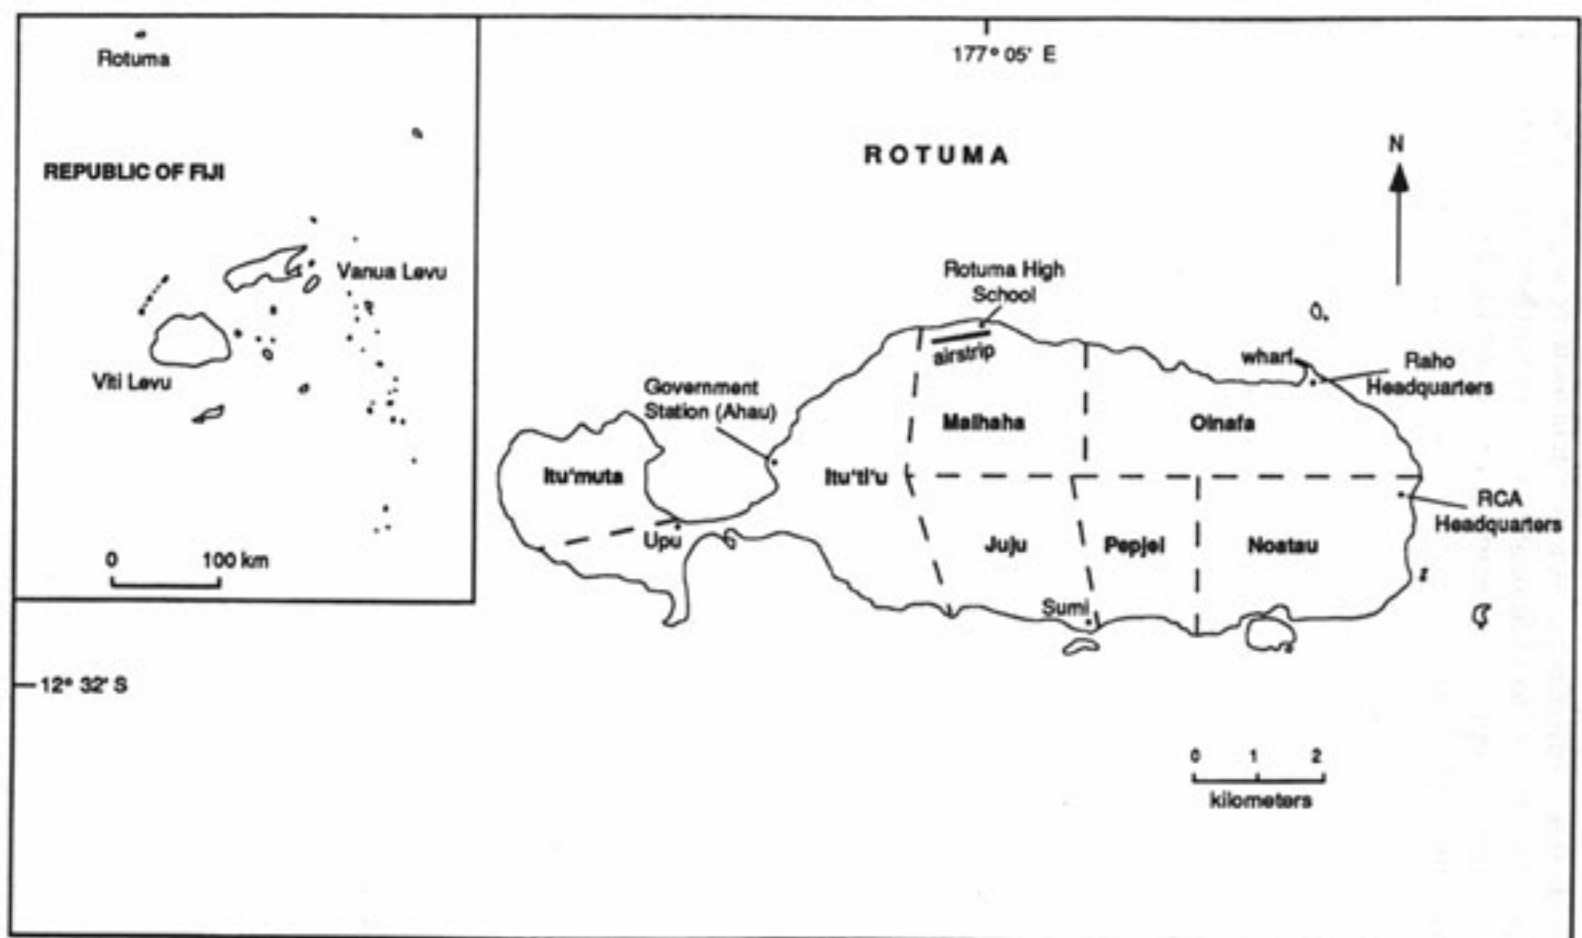 Rotuma
REPUBLIC OF FIJI
Vanua Levu
Viti Levu
0 100 km
12° 32' S
177° 05' E
ROTUMA
N
Rotuma High
School
airstrip
wharf
Raho
Headquarters
Government
Station (Ahau)
Malhaha
Oinafa
Itu'muta
Itu'ti'u
RCA
Headquarters
Upu
Juju
Pepjei
Noatau
Sumi
0 1 2
kilometers